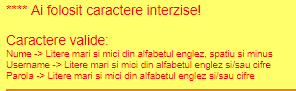 **** Ai folosit caractere interzise!
Caractere valide:
Nume -> Litere mari si mici din alfabetul englez, spatiu si minus
Username -> Litere mari si mici din alfabetul englez si/sau cifre
Parola -> Litere mari si mici din alfabetul englez si/sau cifre